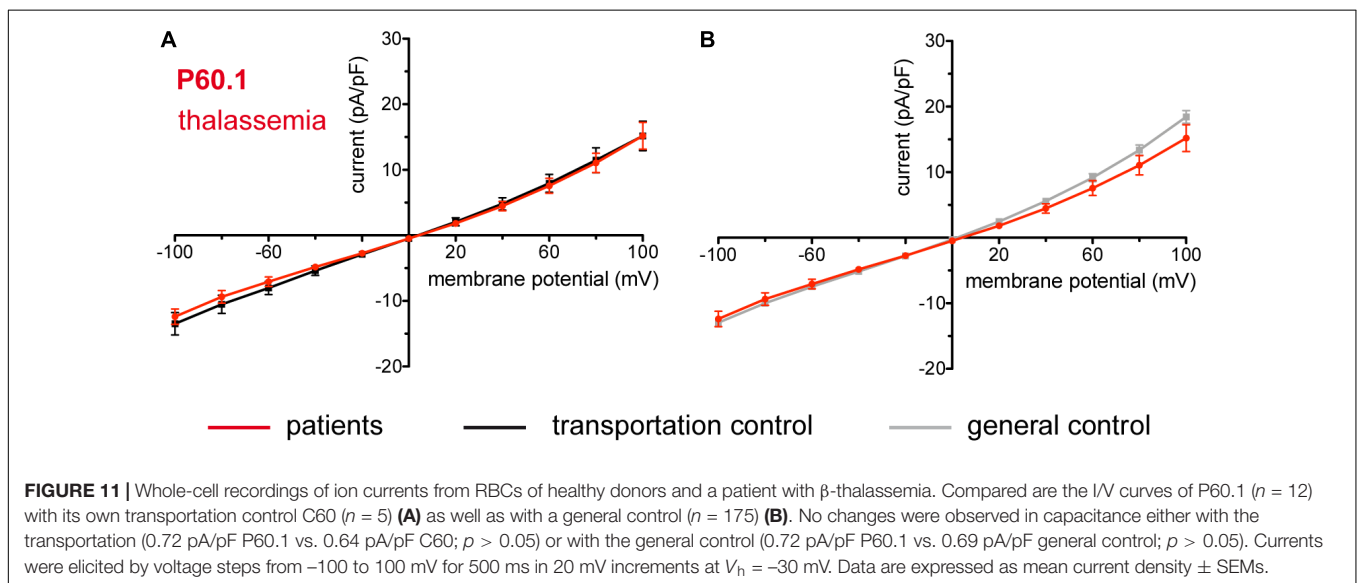 A
P60.1
thalassemia
current (pA/pF)
30
20
10
-10
-20
-100
-60
20
60
100
membrane potential (mV)
B
current (pA/pF)
30
20
10
-10
-20
-100
-60
20
60
100
membrane potential (mV)
patients
transportation control
general control
FIGURE 11 | Whole-cell recordings of ion currents from RBCs of healthy donors and a patient with β-thalassemia. Compared are the I/V curves of P60.1 (n = 12)
with its own transportation control C60 (n = 5) (A) as well as with a general control (n = 175) (B). No changes were observed in capacitance either with the
transportation (0.72 pA/pF P60.1 vs. 0.64 pA/pF C60; p > 0.05) or with the general control (0.72 pA/pF P60.1 vs. 0.69 pA/pF general control; p > 0.05). Currents
were elicited by voltage steps from –100 to 100 mV for 500 ms in 20 mV increments at Vh = –30 mV. Data are expressed as mean current density ± SEMs.